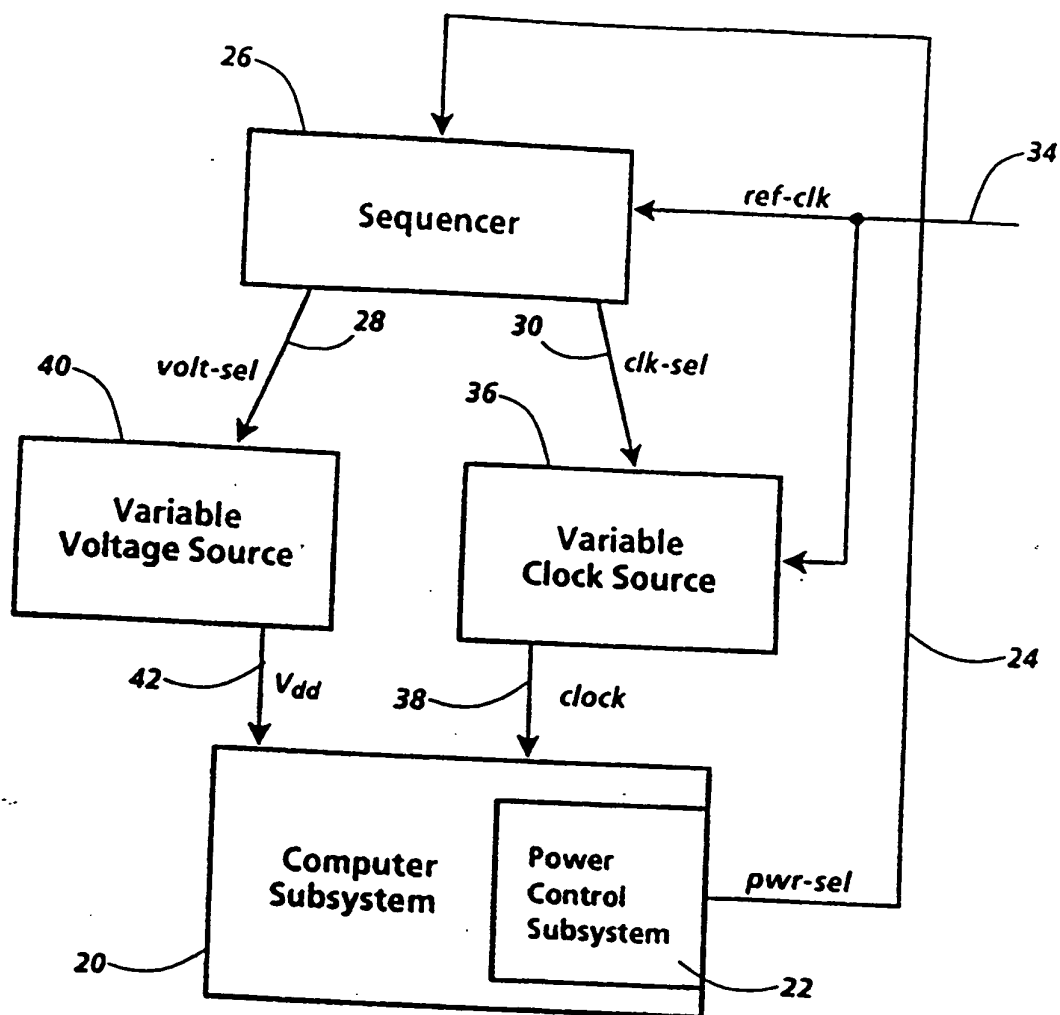 26
34
ref-clk
Sequencer
28
30
volt-sel
clk-sel
40
36
Variable
Voltage Source
Variable
Clock Source
24
42
Vdd
38
clock
Computer
Subsystem
Power
Control
Subsystem
pwr-sel
20
22